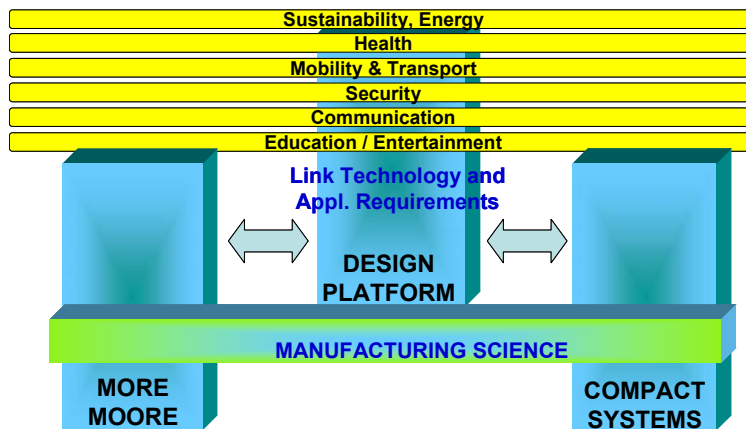 Sustainability, Energy
Health
Mobility & Transport
Security
Communication
Education / Entertainment
Link Technology and
Appl. Requirements
DESIGN
PLATFORM
MANUFACTURING SCIENCE
MORE
MOORE
COMPACT
SYSTEMS